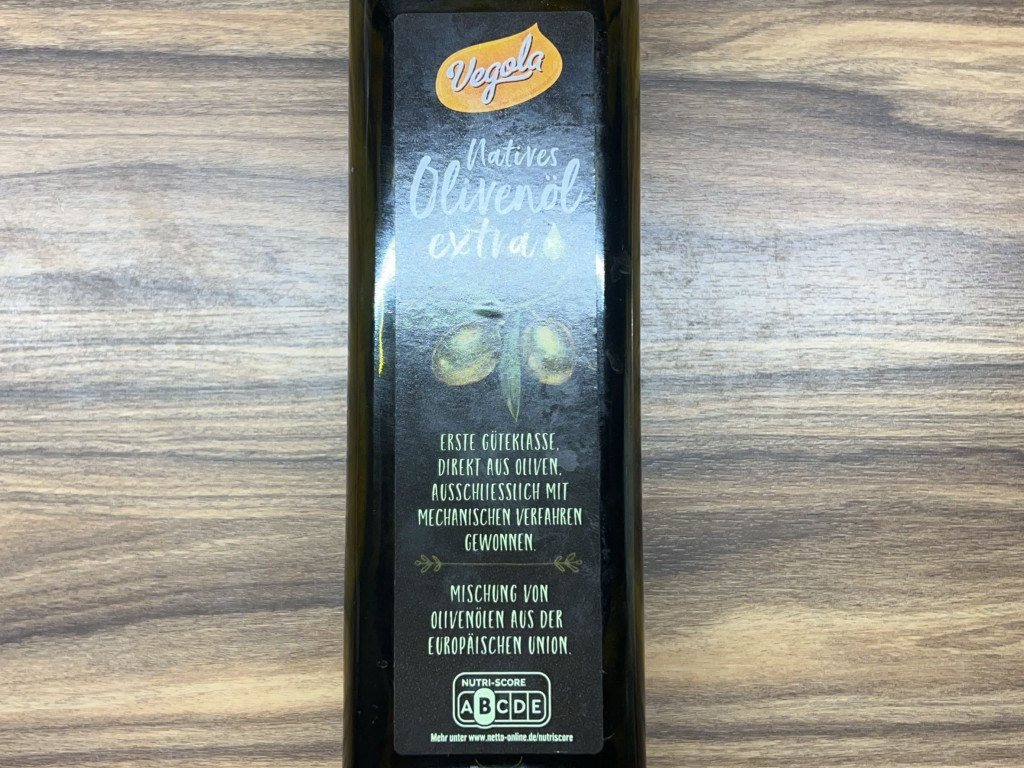 Vegola
Natives
Olivenöl
extra
ERSTE GÜTEKLASSE,
DIREKT AUS OLIVEN,
AUSSCHLIESSLICH MIT
MECHANISCHEN VERFAHREN
GEWONNEN.
MISCHUNG VON
OLIVENÖLEN AUS DER
EUROPÄISCHEN UNION.
NUTRI-SCORE
A B C D E
Mehr unter www.netto-online.de/nutriscore